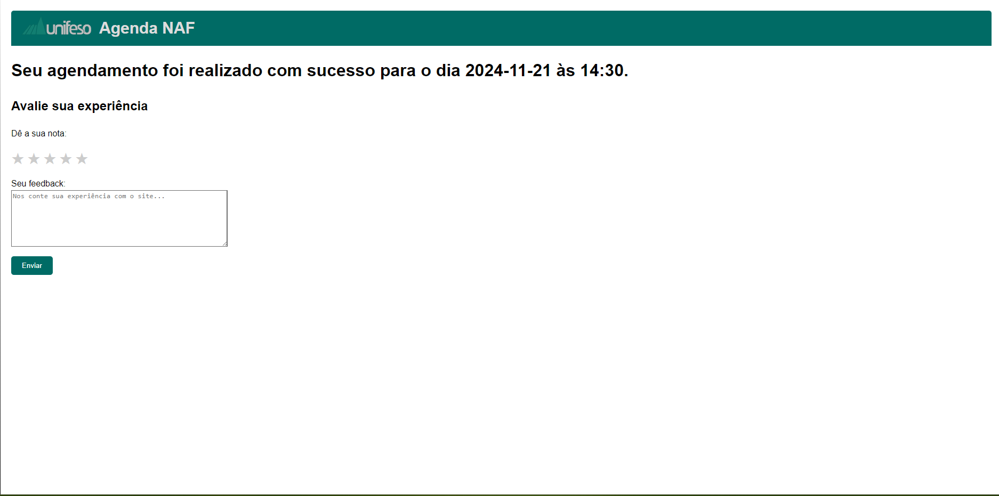 unifeso Agenda NAF
Seu agendamento foi realizado com sucesso para o dia 2024-11-21 às 14:30.
Avalie sua experiência
Dê a sua nota:
★ ★ ★ ★ ★
Seu feedback:
Nos conte sua experiência com o site...
Enviar